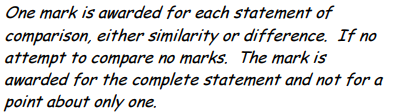 One mark is awarded for each statement of
comparison, either similarity or difference.  If no
attempt to compare no marks.  The mark is
awarded for the complete statement and not for a
point about only one.